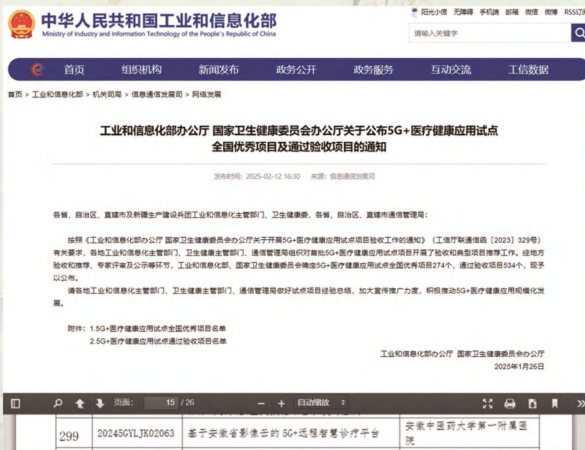 中华人民共和国工业和信息化部
Ministry of Industry and Information Technology of the People's Republic of China
阳光小信 无障碍 手机端 邮箱 微信 微博 RSS订
请输入关键字
首页 组织机构 新闻发布 政务公开 政务服务 互动交流 工信数据
首页 > 工业和信息化部 > 机关司局 > 信息通信发展司 > 网络发展
工业和信息化部办公厅 国家卫生健康委员会办公厅关于公布5G+医疗健康应用试点
全国优秀项目及通过验收项目的通知
发布时间：2025-02-12 16:30 来源：信息通信发展司
各省、自治区、直辖市及新疆生产建设兵团工业和信息化主管部门、卫生健康委，各省、自治区、直辖市通信管理局：
按照《工业和信息化部办公厅 国家卫生健康委员会办公厅关于开展5G+医疗健康应用试点项目验收工作的通知》（工信厅联通信函〔2023〕329号）
有关要求，各地工业和信息化主管部门、卫生健康主管部门、通信管理局组织对首批5G+医疗健康应用试点项目开展了验收和典型项目推荐工作。经地方
验收和推荐、专家评审及公示等环节，工业和信息化部、国家卫生健康委员会确定5G+医疗健康应用试点全国优秀项目274个，通过验收项目534个，现予
以公布。
请各地工业和信息化主管部门、卫生健康主管部门、通信管理局做好试点项目经验总结，加大宣传推广力度，积极推动5G+医疗健康应用规模化发
展。
附件：1.5G+医疗健康应用试点全国优秀项目名单
2.5G+医疗健康应用试点通过验收项目名单
工业和信息化部办公厅 国家卫生健康委员会办公厅
2025年1月26日
页面： 15 / 26 自动缩放
299 20245GYLJK02063 基于安徽省影像云的 5G+远程智慧诊疗平台 安徽中医药大学第一附属医
院